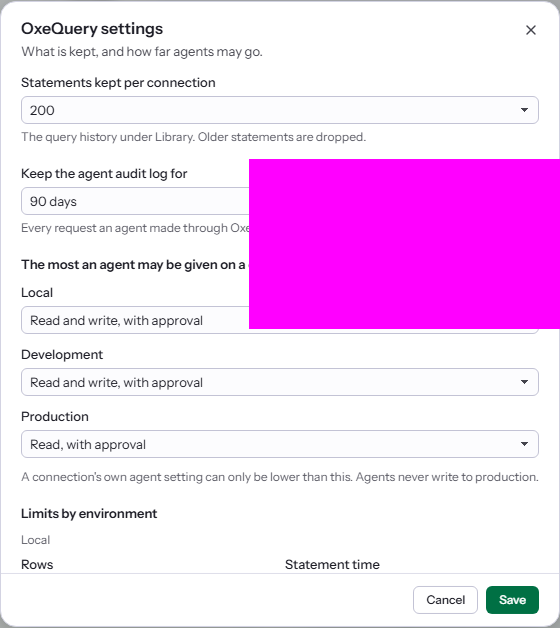 OxeQuery settings
What is kept, and how far agents may go.
Statements kept per connection
200
The query history under Library. Older statements are dropped.
Keep the agent audit log for
90 days
Every request an agent made through
The most an agent may be given on a
Local
Read and write, with approval
Development
Read and write, with approval
Production
Read, with approval
A connection's own agent setting can only be lower than this. Agents never write to production.
Limits by environment
Local
Rows
Statement time
Cancel
Save